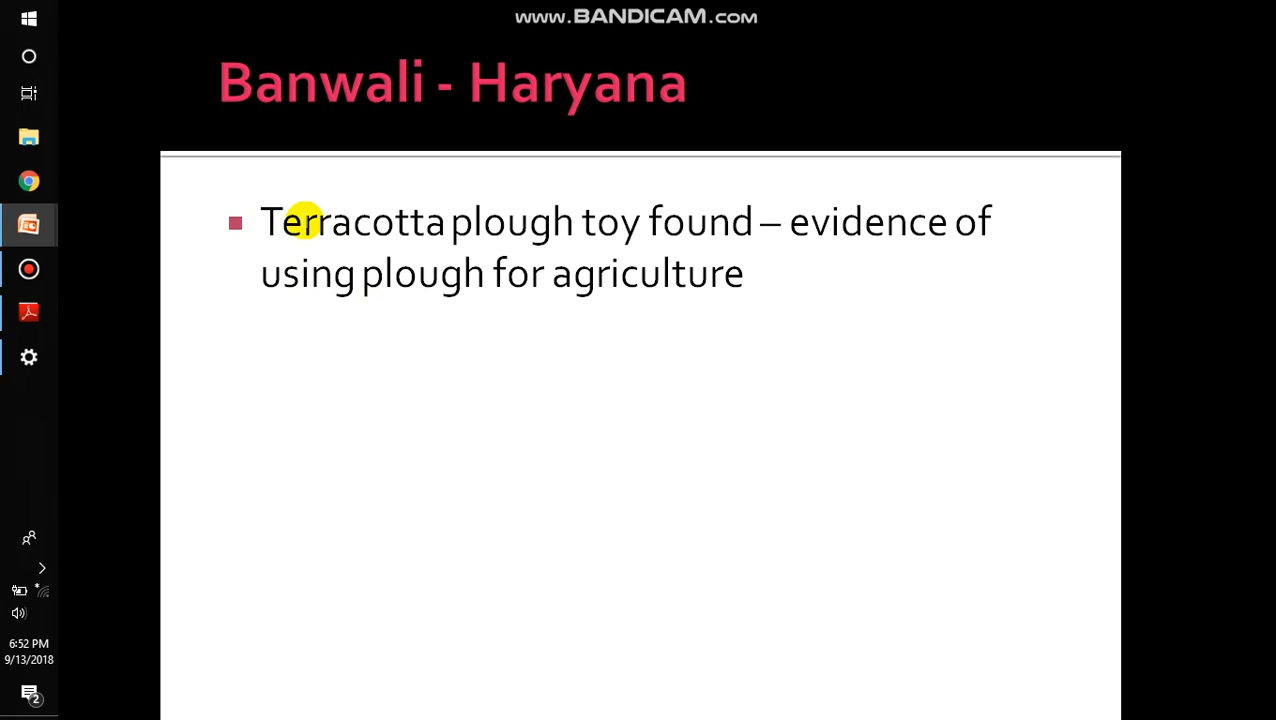 www.BANDICAM.com
Banwali - Haryana
Terracotta plough toy found – evidence of
using plough for agriculture
6:52 PM
9/13/2018
2